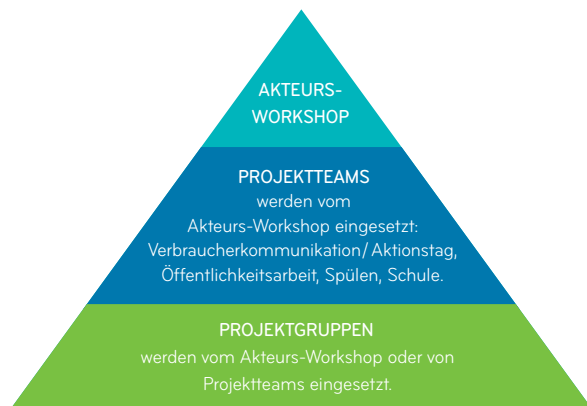 AKTEURS-
WORKSHOP
PROJEKTTEAMS
werden vom
Akteurs-Workshop eingesetzt:
Verbraucherkommunikation/Aktionstag,
Öffentlichkeitsarbeit, Spülen, Schule.
PROJEKTGRUPPEN
werden vom Akteurs-Workshop oder von
Projektteams eingesetzt.